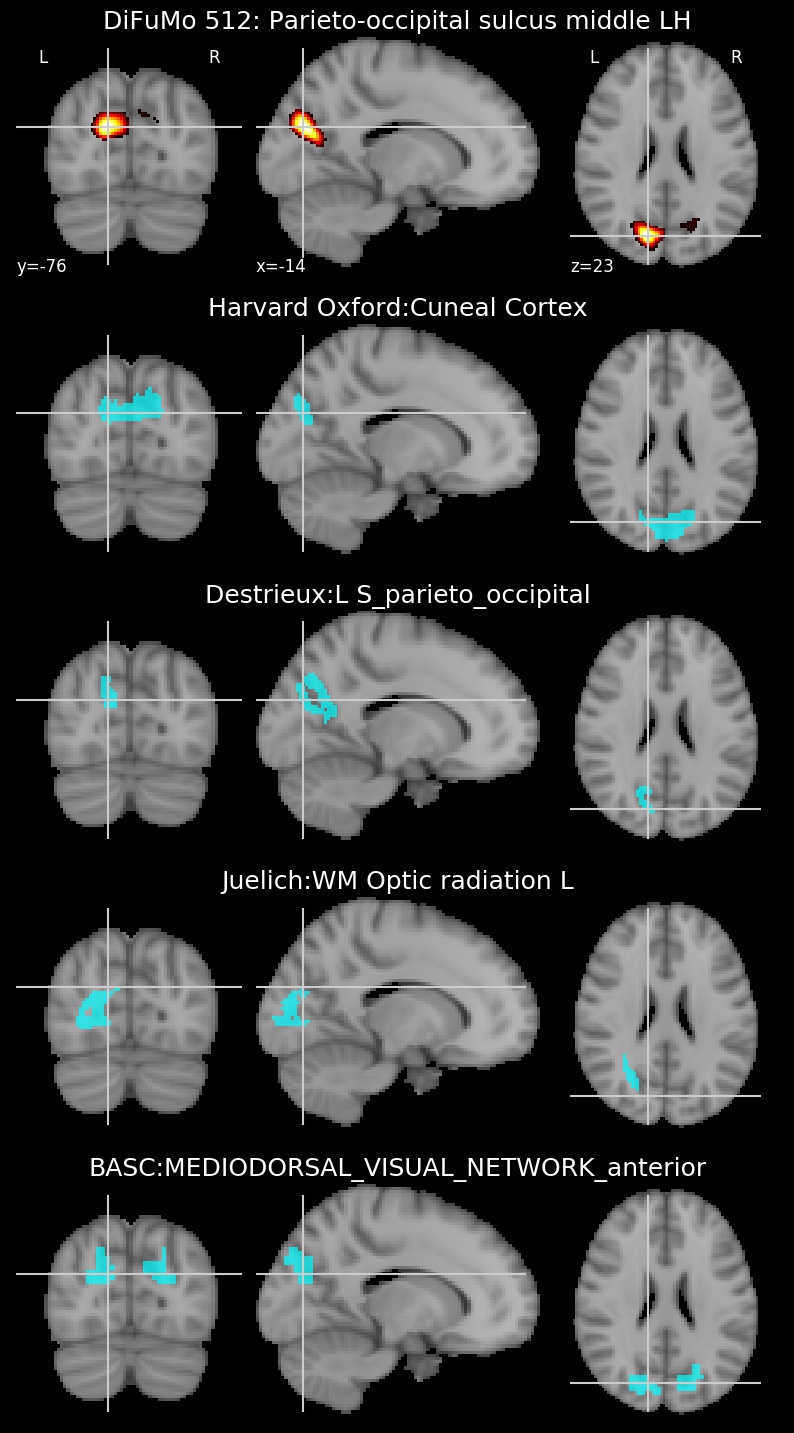 DiFuMo 512: Parieto-occipital sulcus middle LH
L R L R
y=-76 x=-14 z=23
Harvard Oxford:Cuneal Cortex
Destrieux:L S_parieto_occipital
Juelich:WM Optic radiation L
BASC:MEDIODORSAL_VISUAL_NETWORK_anterior